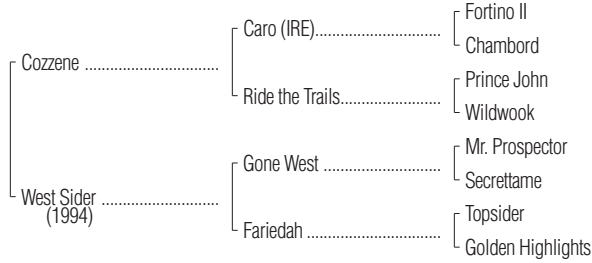 Fortino II
Caro (IRE)..............................
Chambord
Cozzene ................................
Prince John
Ride the Trails........................
Wildwook
Mr. Prospector
Gone West ............................
Secrettame
West Sider ............................
(1994)
Topsider
Fariedah ................................
Golden Highlights